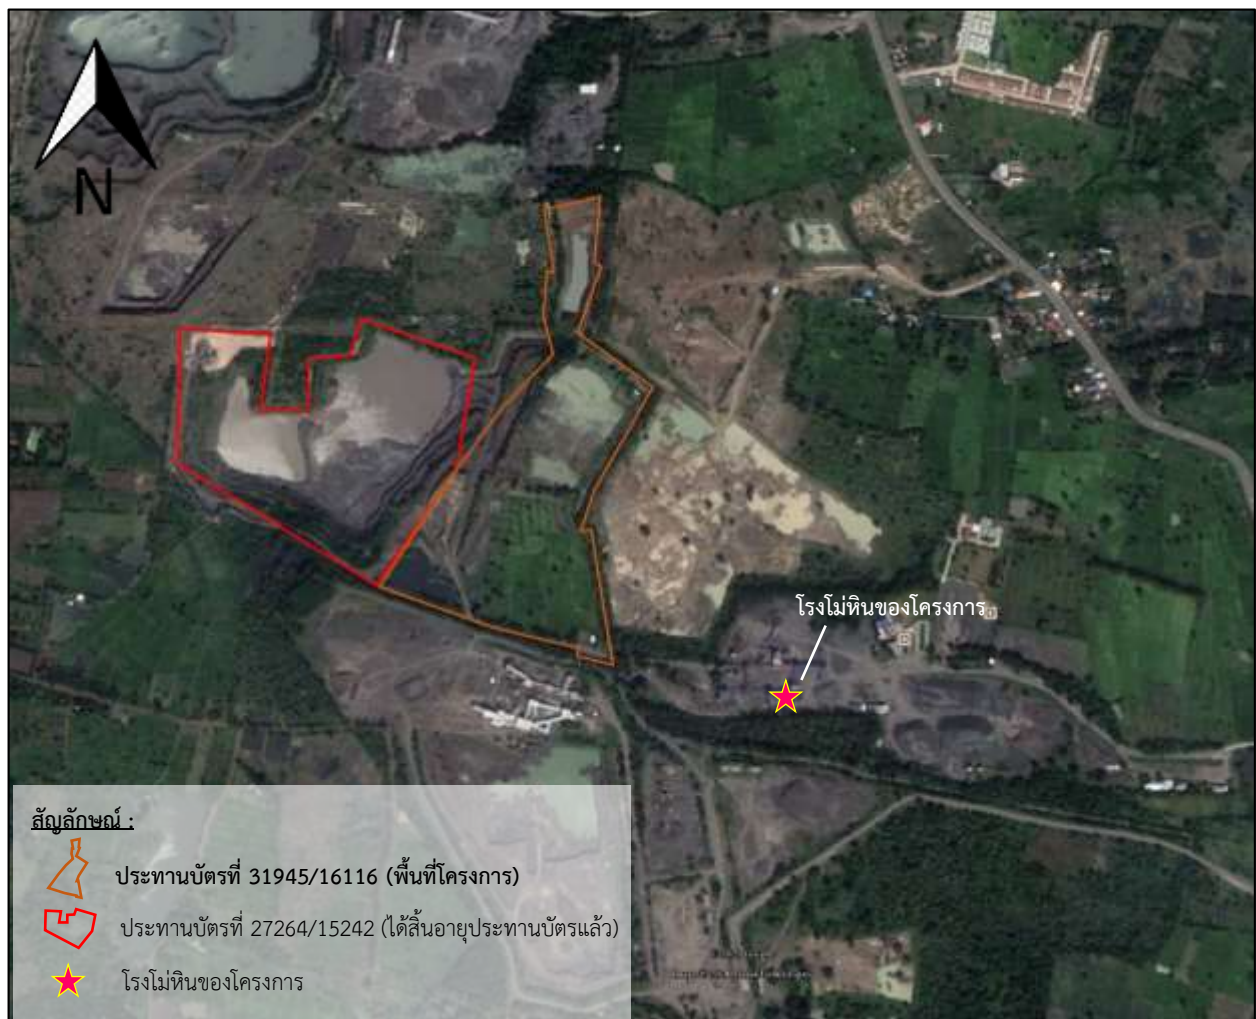 N
โรงโม่หินของโครงการ
สัญลักษณ์ :
ประทานบัตรที่ 31945/16116 (พื้นที่โครงการ)
ประทานบัตรที่ 27264/15242 (ได้สิ้นอายุประทานบัตรแล้ว)
โรงโม่หินของโครงการ